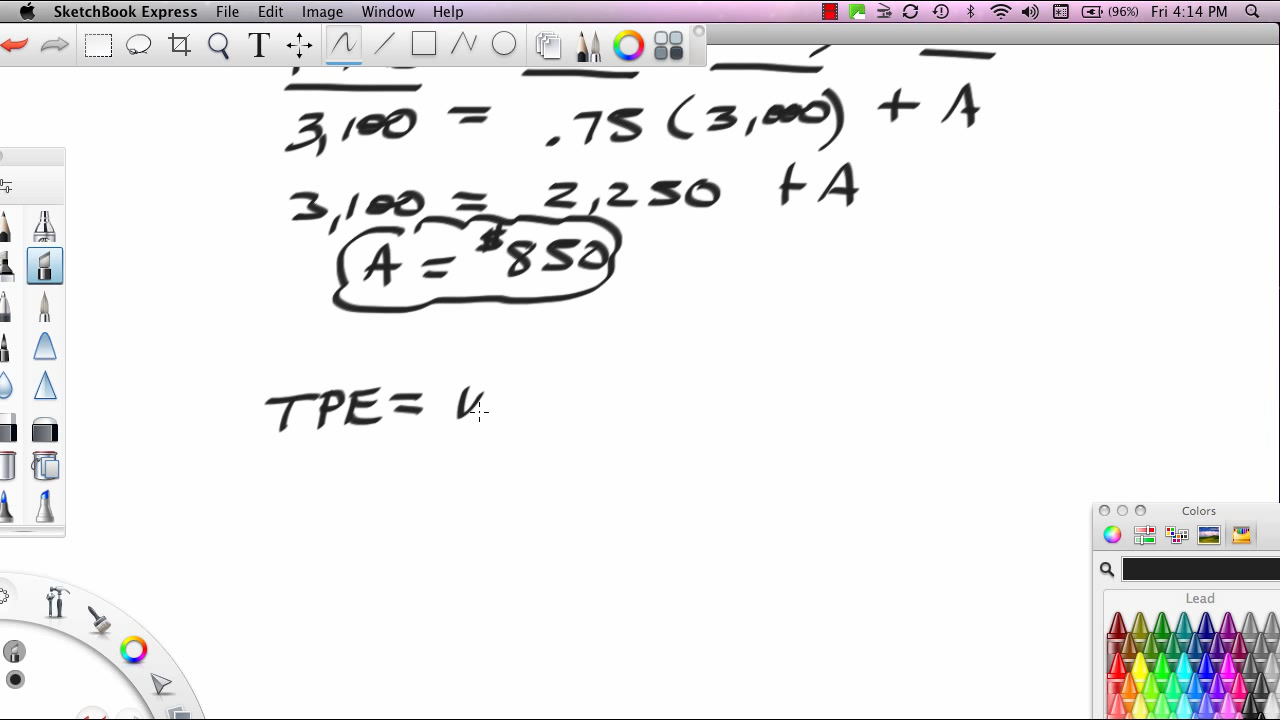 SketchBook Express File Edit Image Window Help (96%) Fri 4:14 PM
T
3,100 = .75 (3,000) + A
3,100 = 2,250 + A
A = $850
TPE =
Colors
Lead